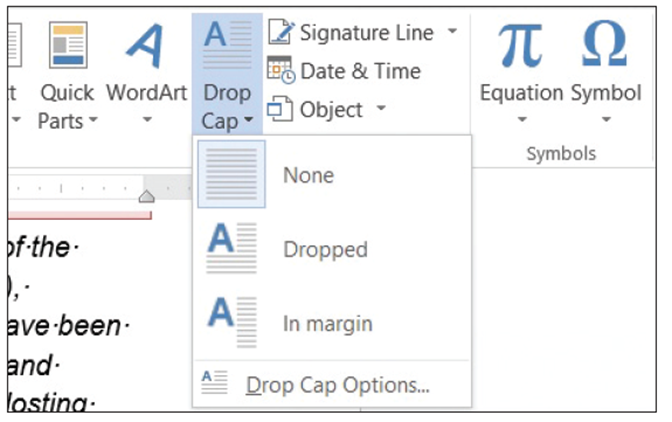 Signature Line
Date & Time
Object
Quick Parts
WordArt
Drop Cap
Equation
Symbol
Symbols
None
Dropped
In margin
Drop Cap Options...
of·the·
),·
ave·been·
and·
losting·